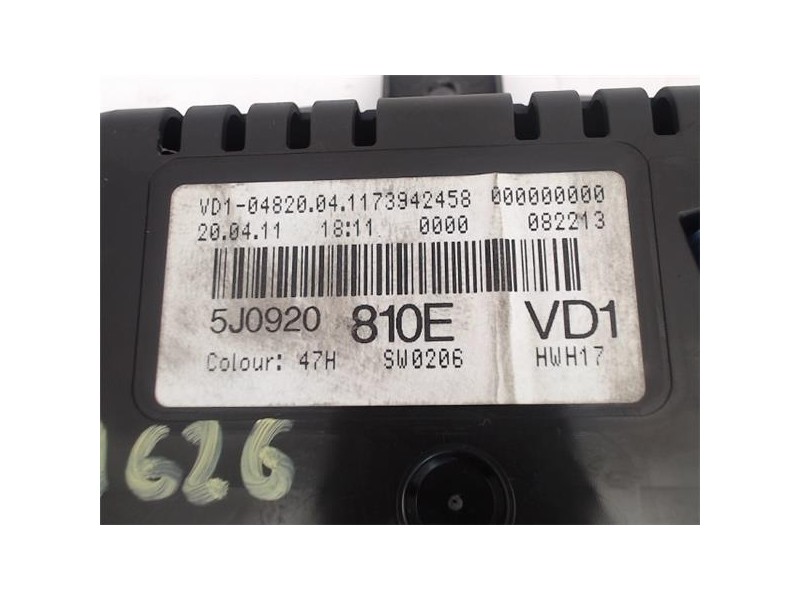 VD1-04820.04.1173942458 000000000
20.04.11 18:11 0000 082213
5J0920 810E VD1
Colour: 47H SW0206 HWH17
1626